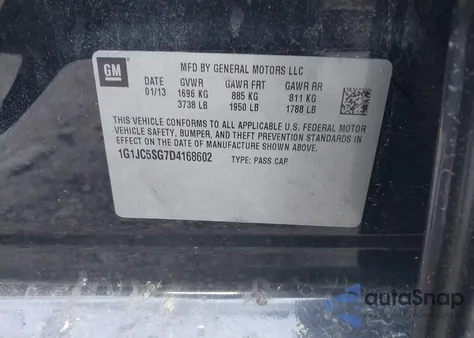 GM
MFD BY GENERAL MOTORS LLC
DATE GVWR GAWR FRT GAWR RR
01/13 1696 KG 885 KG 811 KG
3738 LB 1950 LB 1788 LB
THIS VEHICLE CONFORMS TO ALL APPLICABLE U.S. FEDERAL MOTOR
VEHICLE SAFETY, BUMPER, AND THEFT PREVENTION STANDARDS IN
EFFECT ON THE DATE OF MANUFACTURE SHOWN ABOVE.
1G1JC5SG7D4168602 TYPE: PASS CAR
autoSnap